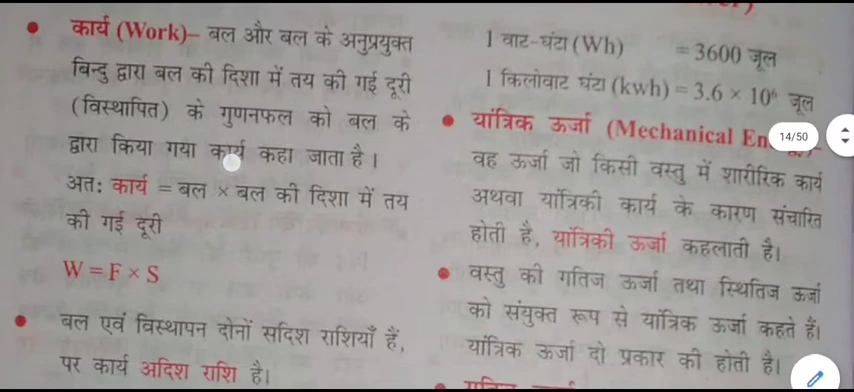 कार्य (Work)– बल और बल के अनुप्रयुक्त
बिन्दु द्वारा बल की दिशा में तय की गई दूरी
(विस्थापित) के गुणनफल को बल के
द्वारा किया गया कार्य कहा जाता है।
अत: कार्य = बल × बल की दिशा में तय
की गई दूरी
W = F × S
बल एवं विस्थापन दोनों सदिश राशियाँ हैं,
पर कार्य अदिश राशि है।
1 वाट-घंटा (Wh) = 3600 जूल
1 किलोवाट घंटा (kwh) = 3.6 × 10⁶ जूल
यांत्रिक ऊर्जा (Mechanical En
14/50
वह ऊर्जा जो किसी वस्तु में शारीरिक कार्य
अथवा यांत्रिकी कार्य के कारण संचारित
होती है, यांत्रिकी ऊर्जा कहलाती है।
वस्तु की गतिज ऊर्जा तथा स्थितिज ऊर्जा
को संयुक्त रूप से यांत्रिक ऊर्जा कहते हैं।
यांत्रिक ऊर्जा दो प्रकार की होती है।